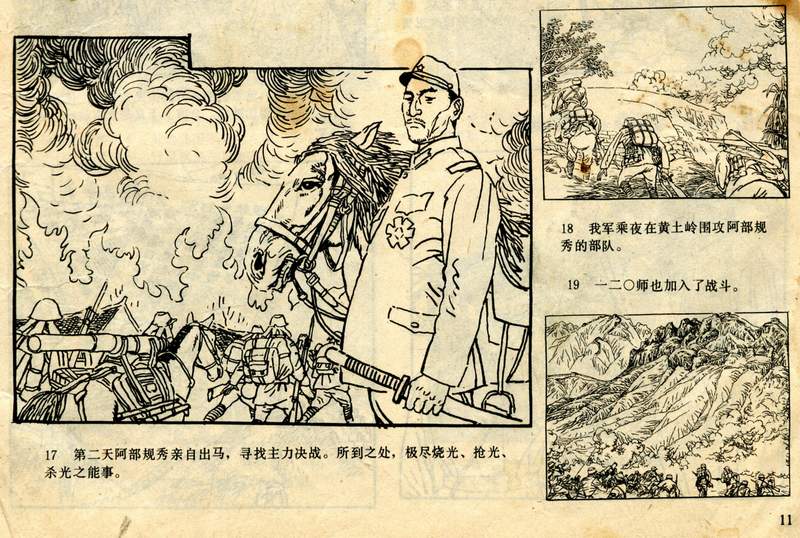 17 第二天阿部规秀亲自出马，寻找主力决战。所到之处，极尽烧光、抢光、
杀光之能事。
18 我军乘夜在黄土岭围攻阿部规
秀的部队。
19 一二〇师也加入了战斗。
11